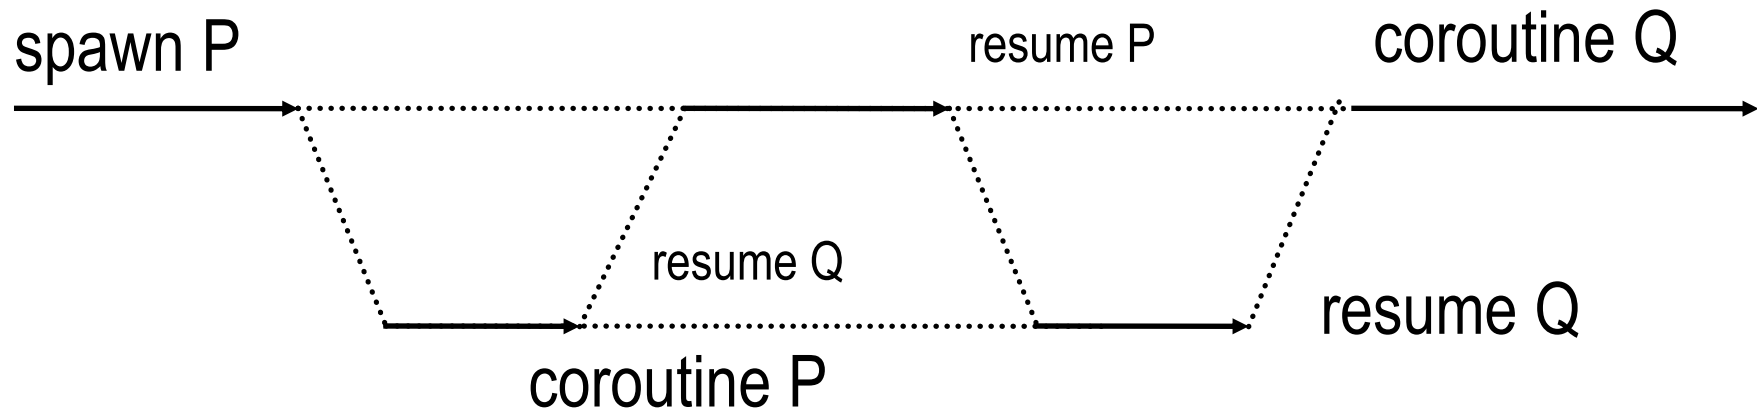 spawn P
resume P
coroutine Q
resume Q
resume Q
coroutine P